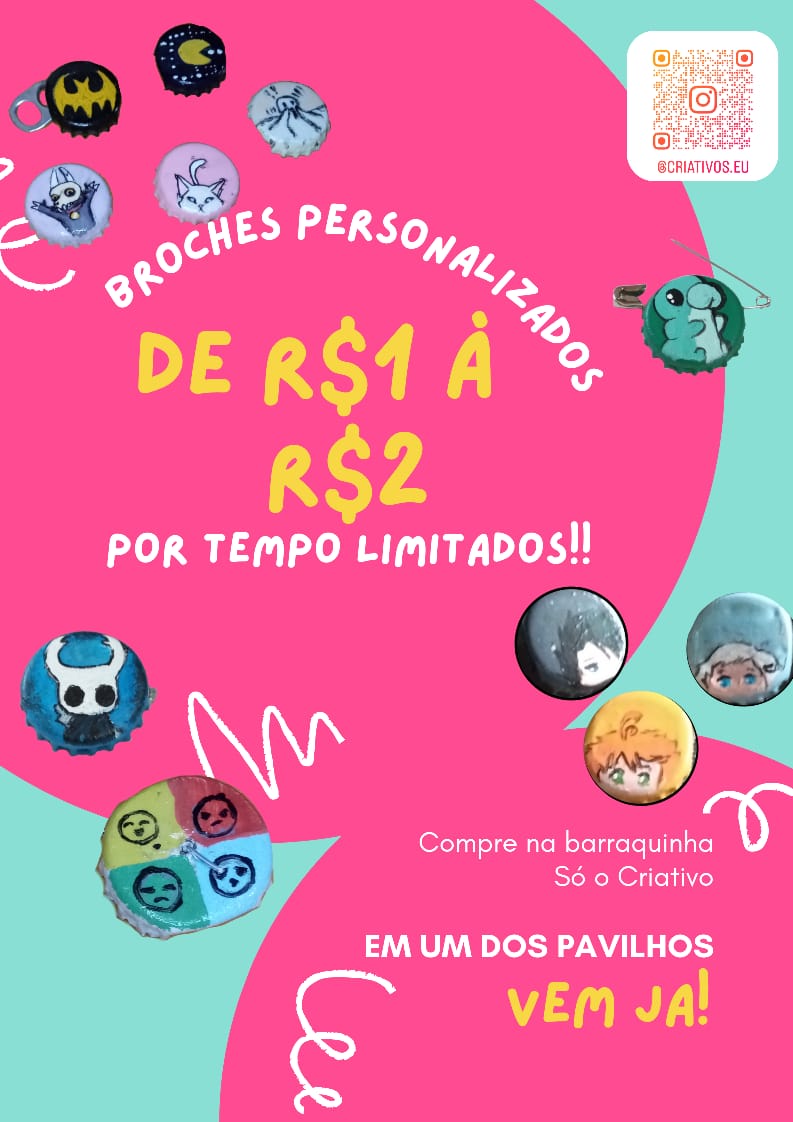 @CRIATIVOS.EU
BROCHES PERSONALIZADOS
DE R$1 À
R$2
POR TEMPO LIMITADOS!!
Compre na barraquinha
Só o Criativo
EM UM DOS PAVILHOS
VEM JA!